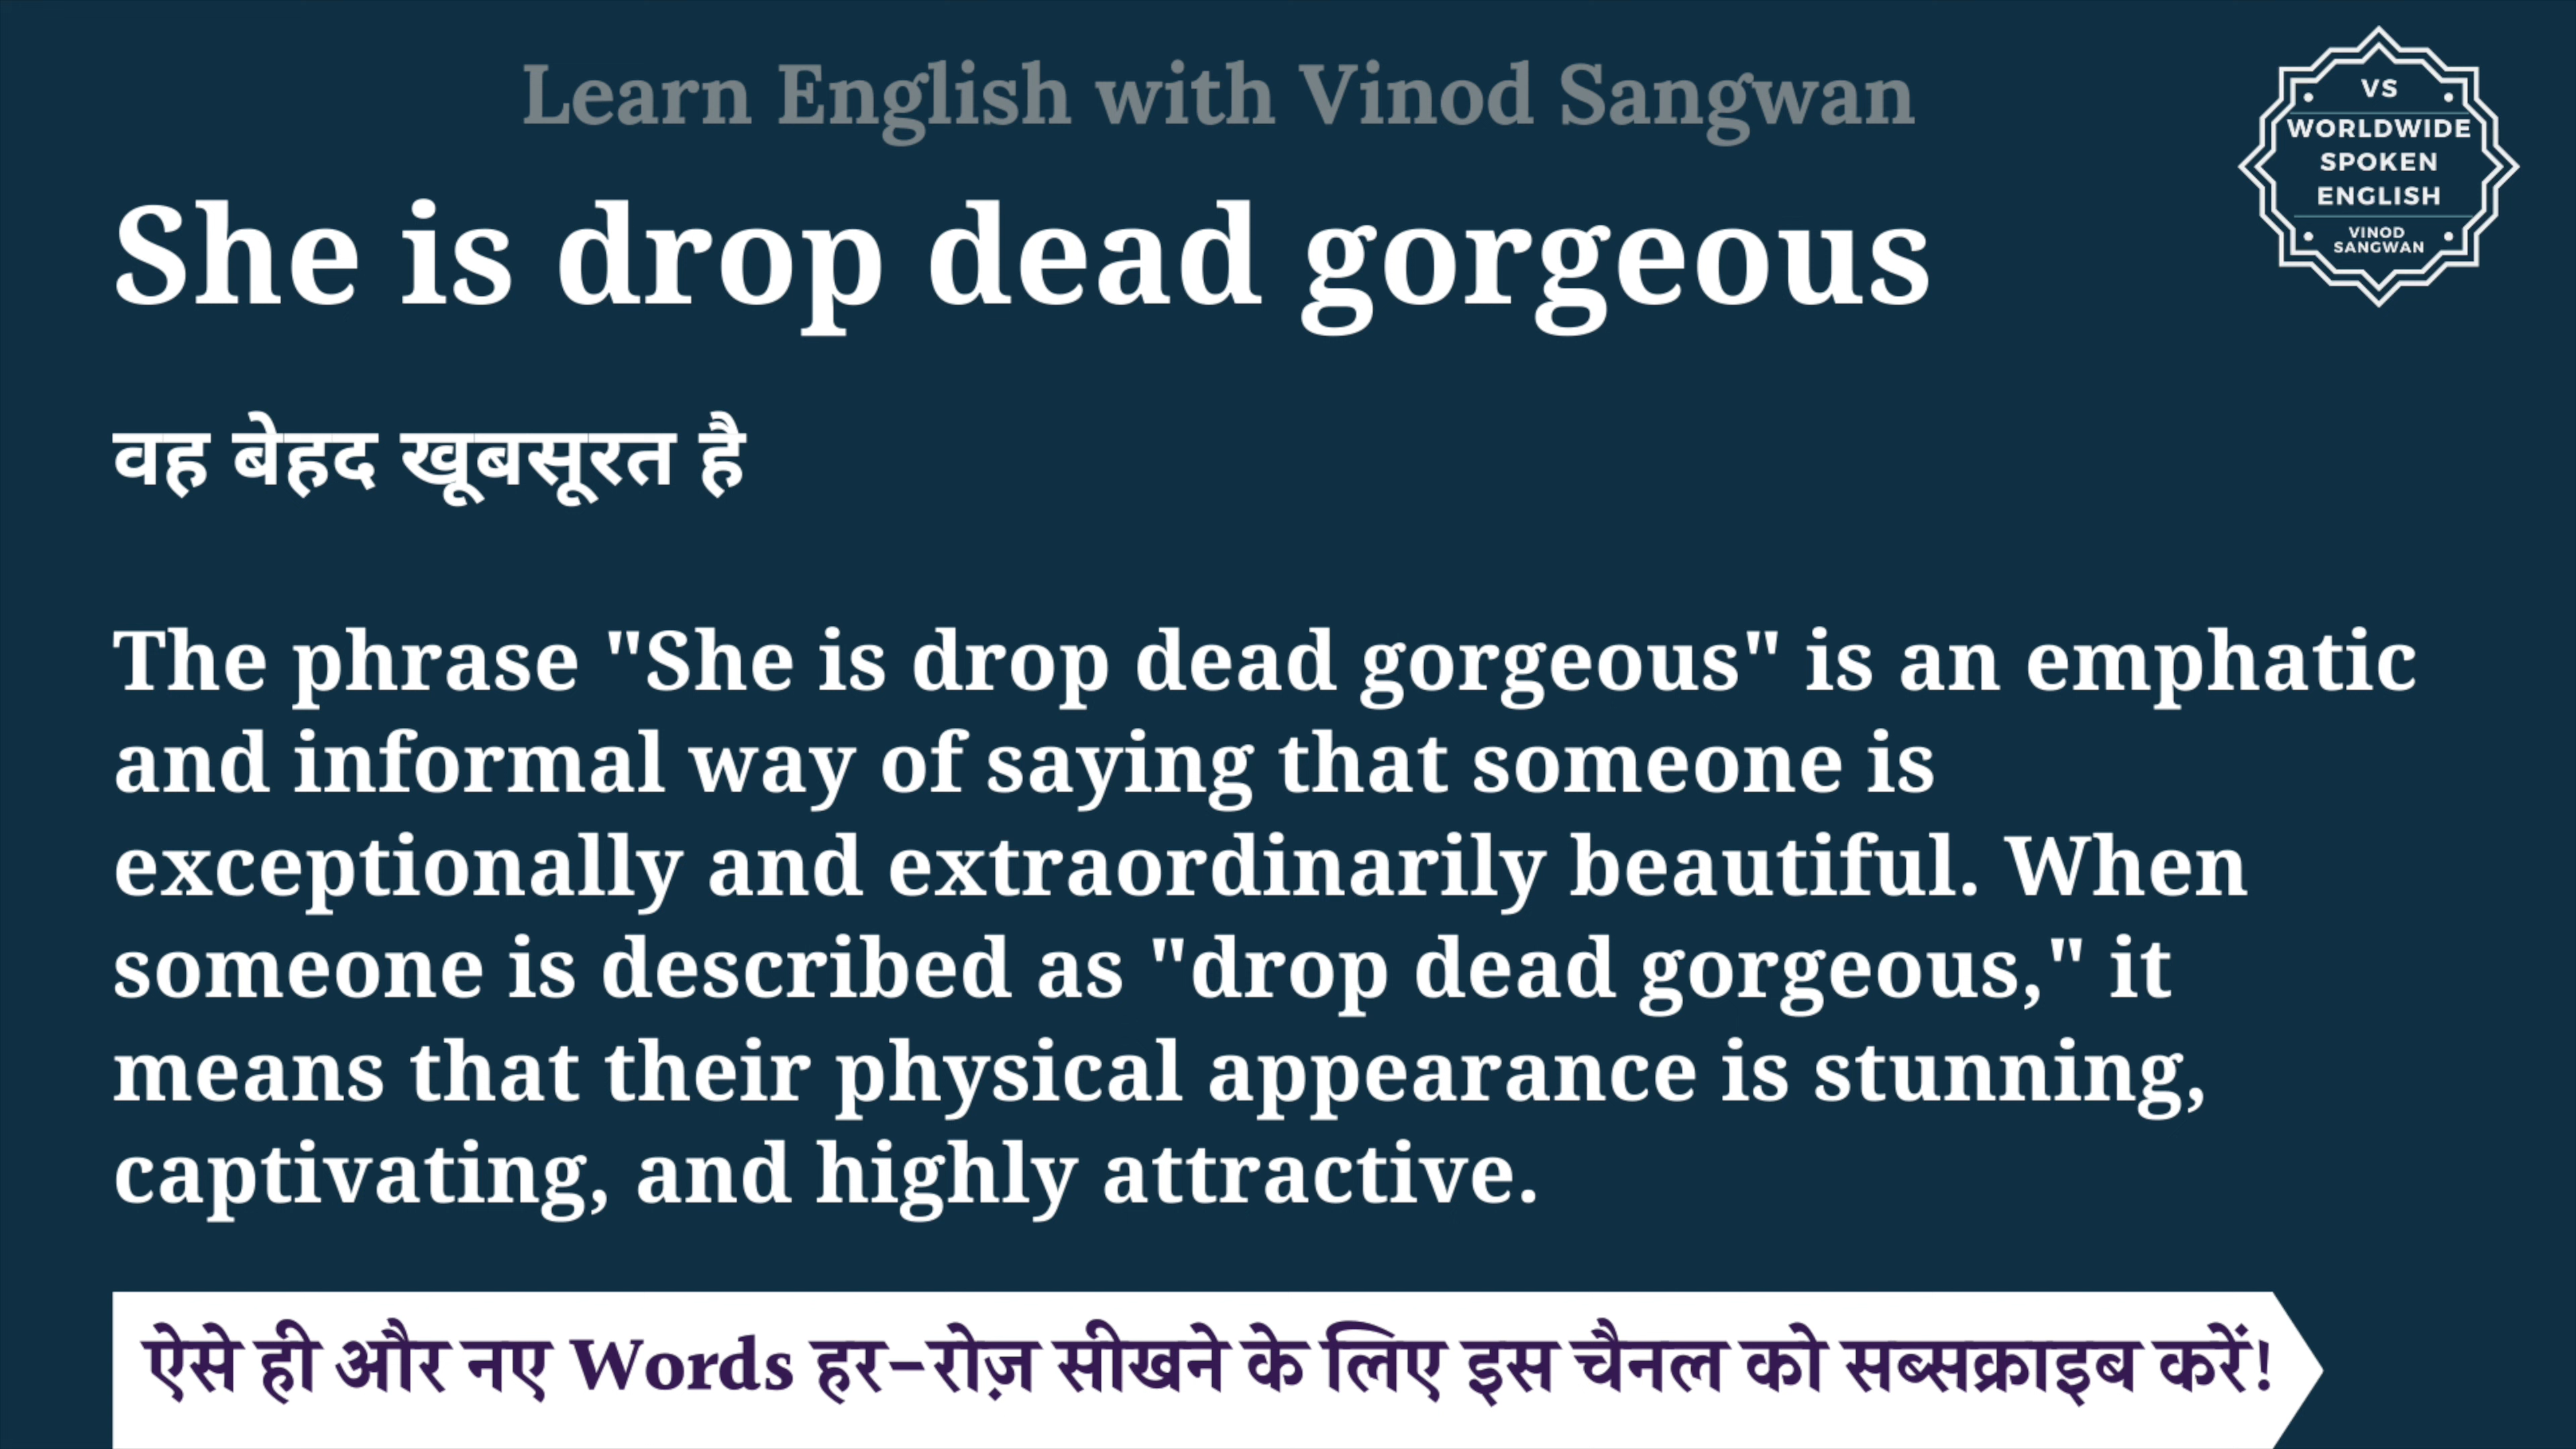 Learn English with Vinod Sangwan
VS
WORLDWIDE
SPOKEN
ENGLISH
VINOD
SANGWAN
She is drop dead gorgeous
वह बेहद खूबसूरत है
The phrase "She is drop dead gorgeous" is an emphatic
and informal way of saying that someone is
exceptionally and extraordinarily beautiful. When
someone is described as "drop dead gorgeous," it
means that their physical appearance is stunning,
captivating, and highly attractive.
ऐसे ही और नए Words हर-रोज़ सीखने के लिए इस चैनल को सब्सक्राइब करें!